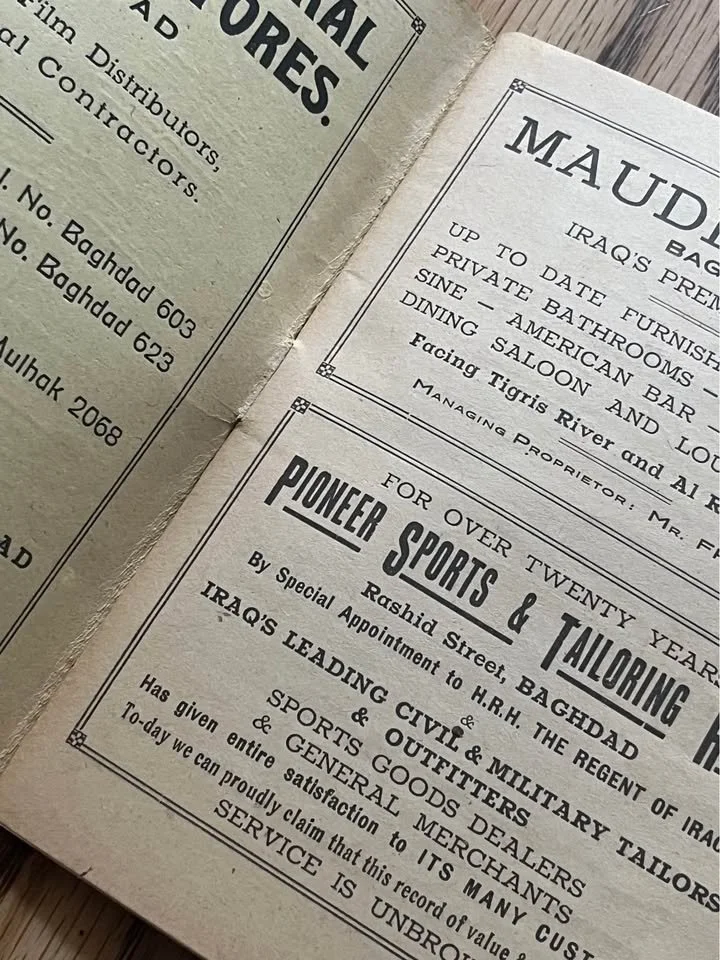 TORES.
AD
Film Distributors,
al Contractors.
No. Baghdad 603
No. Baghdad 623
Mulhak 2068
AD
MAUD
BAG
IRAQ'S PREM
UP TO DATE FURNISH
PRIVATE BATHROOMS —
SINE — AMERICAN BAR —
DINING SALOON AND LOU
Facing Tigris River and Al R
MANAGING PROPRIETOR: MR. F
FOR OVER TWENTY YEARS
PIONEER SPORTS & TAILORING
Rashid Street, BAGHDAD
By Special Appointment to H.R.H. THE REGENT OF IRAQ
&
IRAQ'S LEADING CIVIL & MILITARY TAILORS
& OUTFITTERS
SPORTS GOODS DEALERS
& GENERAL MERCHANTS
Has given entire satisfaction to ITS MANY CUST
To-day we can proudly claim that this record of value &
SERVICE IS UNBRO